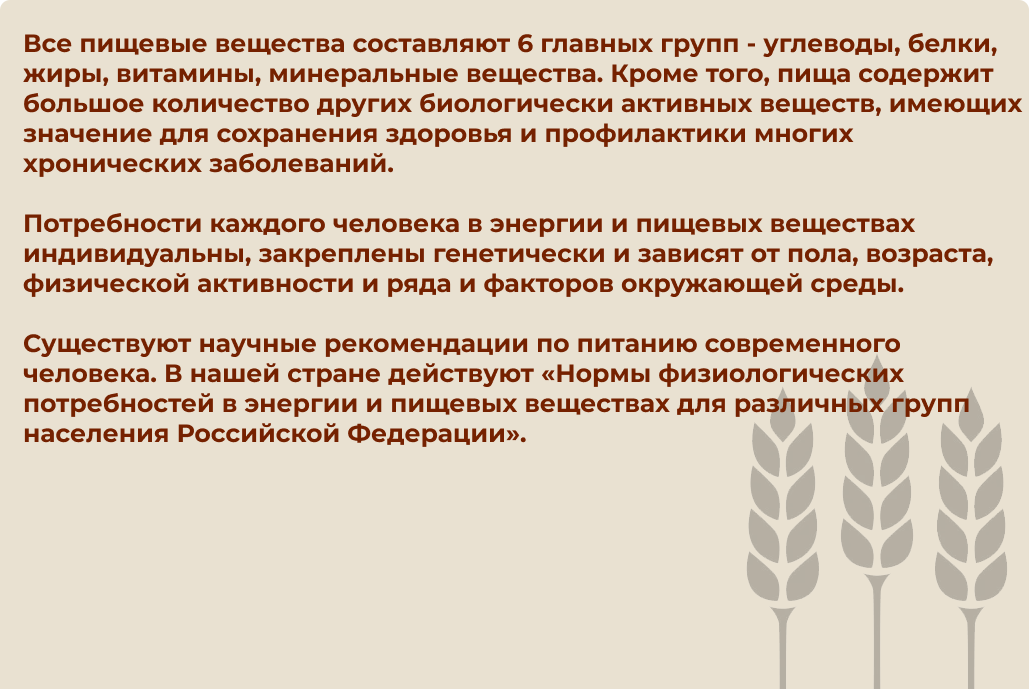 Все пищевые вещества составляют 6 главных групп - углеводы, белки,
жиры, витамины, минеральные вещества. Кроме того, пища содержит
большое количество других биологически активных веществ, имеющих
значение для сохранения здоровья и профилактики многих
хронических заболеваний.
Потребности каждого человека в энергии и пищевых веществах
индивидуальны, закреплены генетически и зависят от пола, возраста,
физической активности и ряда и факторов окружающей среды.
Существуют научные рекомендации по питанию современного
человека. В нашей стране действуют «Нормы физиологических
потребностей в энергии и пищевых веществах для различных групп
населения Российской Федерации».